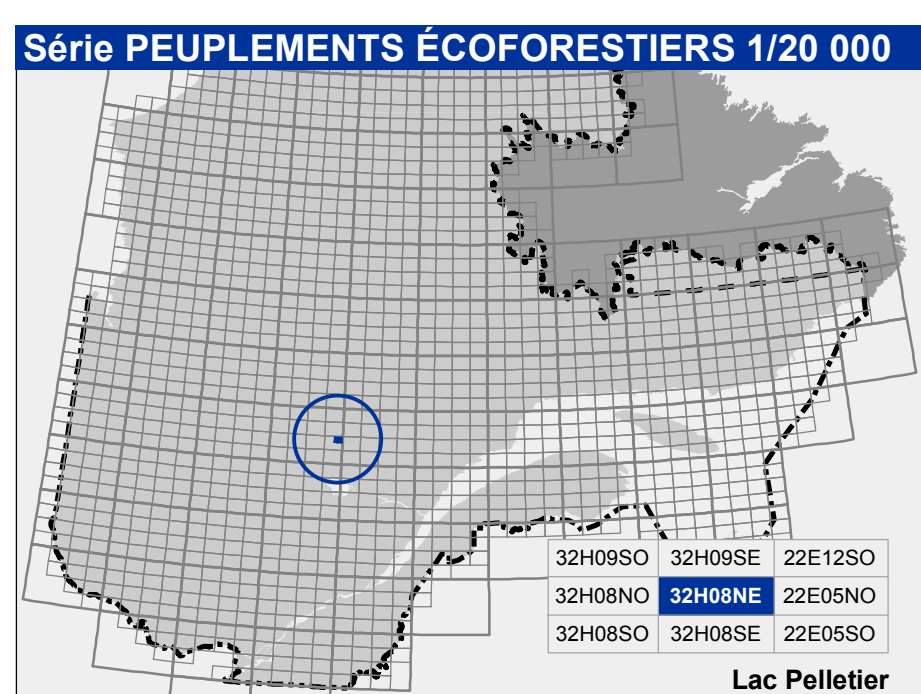 Série PEUPLEMENTS ÉCOFORESTIERS 1/20 000
32H09SO 32H09SE 22E12SO
32H08NO 32H08NE 22E05NO
32H08SO 32H08SE 22E05SO
Lac Pelletier